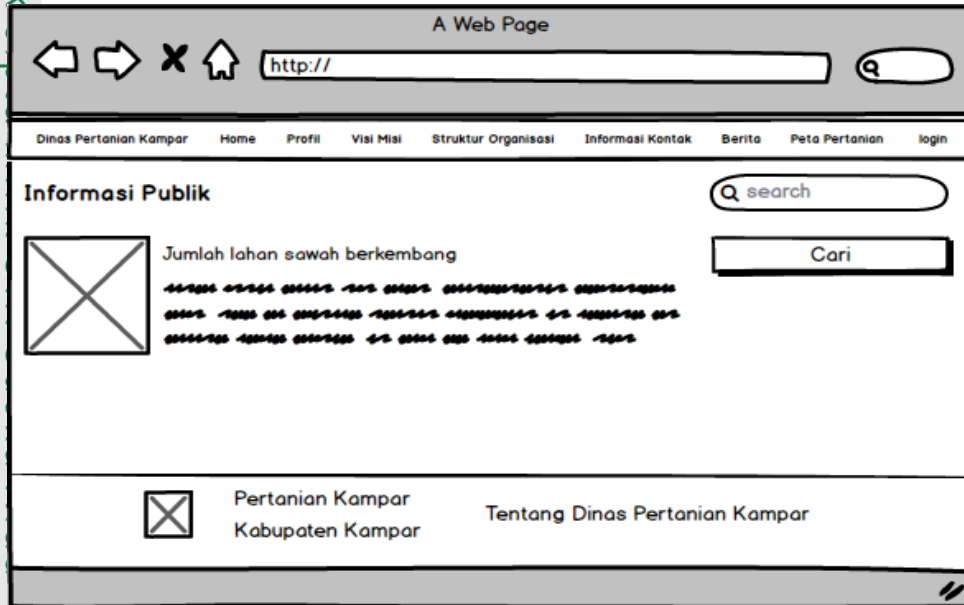 A Web Page
http://
Dinas Pertanian Kampar Home Profil Visi Misi Struktur Organisasi Informasi Kontak Berita Peta Pertanian login
Informasi Publik
search
Jumlah lahan sawah berkembang
Cari
Pertanian Kampar
Kabupaten Kampar
Tentang Dinas Pertanian Kampar